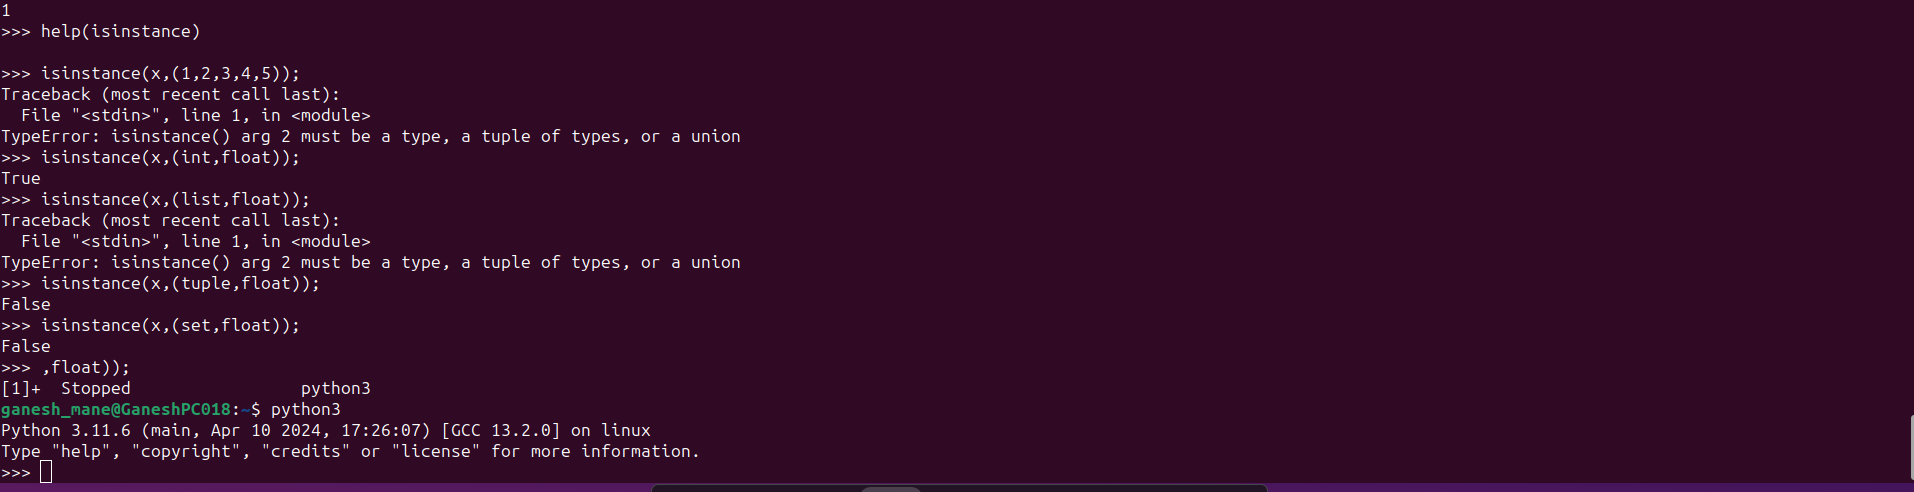 1
>>> help(isinstance)
>>> isinstance(x,(1,2,3,4,5));
Traceback (most recent call last):
  File "<stdin>", line 1, in <module>
TypeError: isinstance() arg 2 must be a type, a tuple of types, or a union
>>> isinstance(x,(int,float));
True
>>> isinstance(x,(list,float));
Traceback (most recent call last):
  File "<stdin>", line 1, in <module>
TypeError: isinstance() arg 2 must be a type, a tuple of types, or a union
>>> isinstance(x,(tuple,float));
False
>>> isinstance(x,(set,float));
False
>>> ,float));
[1]+  Stopped                 python3
ganesh_mane@GaneshPC018:~$ python3
Python 3.11.6 (main, Apr 10 2024, 17:26:07) [GCC 13.2.0] on linux
Type "help", "copyright", "credits" or "license" for more information.
>>>